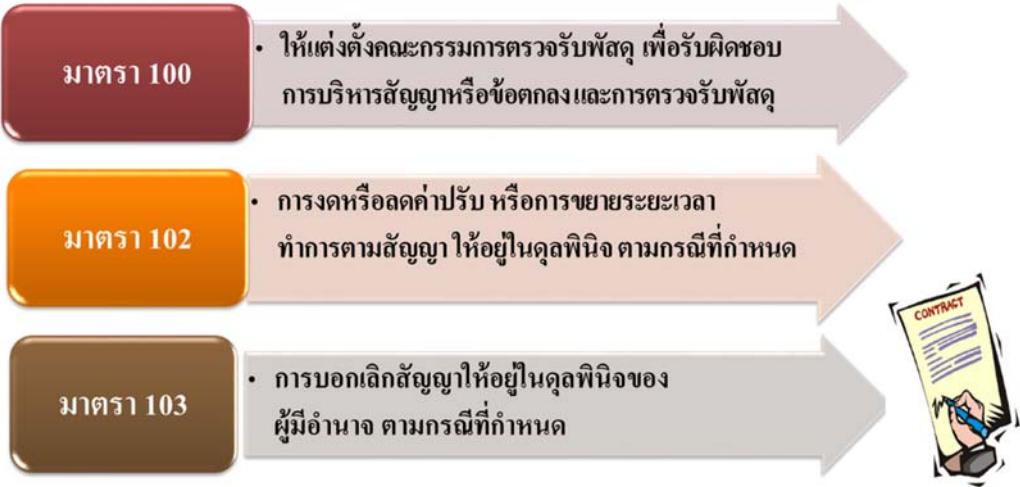 มาตรา 100
• ให้แต่งตั้งคณะกรรมการตรวจรับพัสดุ เพื่อรับผิดชอบ
การบริหารสัญญาหรือข้อตกลงและการตรวจรับพัสดุ
มาตรา 102
• การงดหรือลดค่าปรับ หรือการขยายระยะเวลา
ทำการตามสัญญา ให้อยู่ในดุลพินิจ ตามกรณีที่กำหนด
CONTRACT
มาตรา 103
• การบอกเลิกสัญญาให้อยู่ในดุลพินิจของ
ผู้มีอำนาจ ตามกรณีที่กำหนด